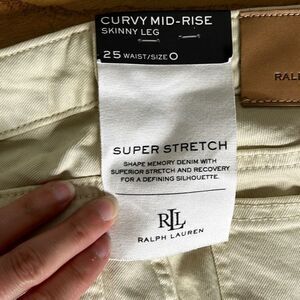 CURVY MID-RISE
SKINNY LEG
25 WAIST/SIZE 0
RALP
SUPER STRETCH
SHAPE MEMORY DENIM WITH
SUPERIOR STRETCH AND RECOVERY
FOR A DEFINING SILHOUETTE.
RLL
RALPH LAUREN